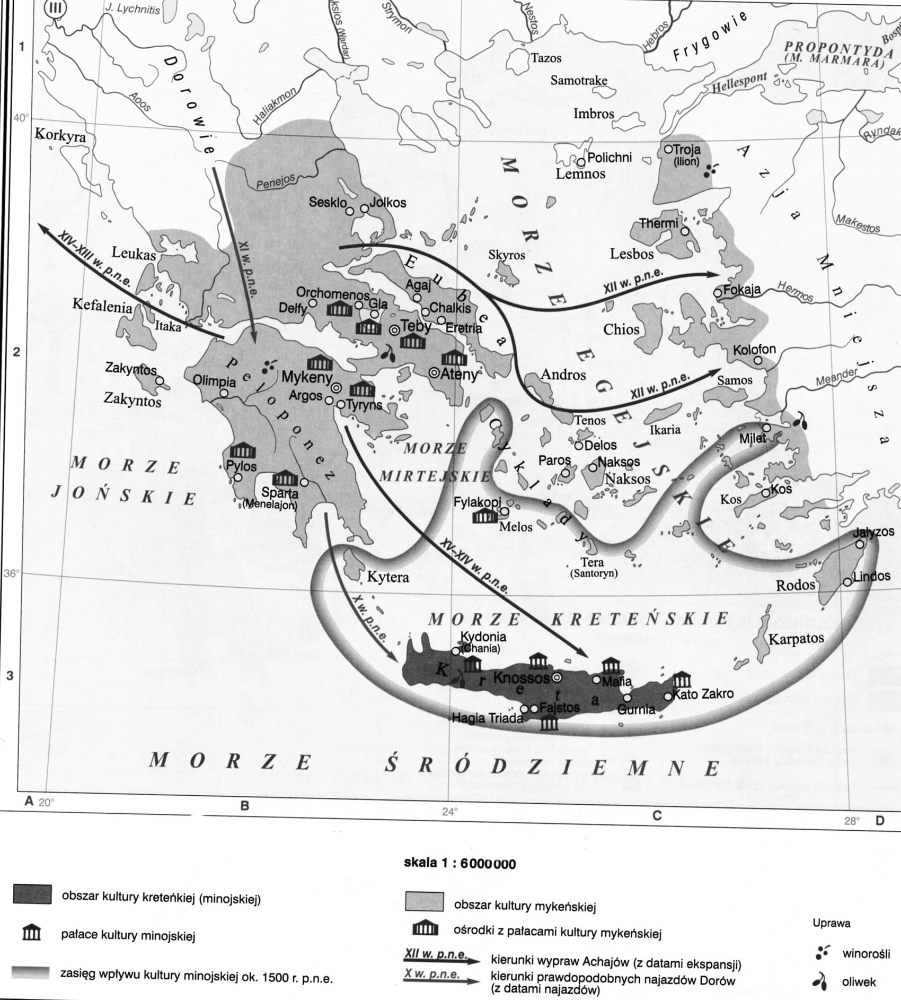 III
J. Lychnitis
ksios (Wardar)
Strymon
Nestos
Hebros
Frygowie
PROPONTYDA
(M. MARMARA)
Bosp
1
Tazos
Samotrake
Hellespont
Dorowie
Aoos
Haliakmon
Imbros
40°
Korkyra
Ryndak
Troja
(Ilion)
Polichni
Lemnos
Azja Mniejsza
Penejos
Sesklo
Jolkos
Makestos
Thermi
Lesbos
XIV–XIII w. p.n.e.
XI w. p.n.e.
Leukas
Skyros
MORZE EGEJSKIE
Eubea
XII w. p.n.e.
Agaj
Fokaja
Hermos
Orchomenos
Gla
Delfy
Chalkis
Kefalenia
Itaka
Teby
Eretria
Chios
2
Kolofon
Peloponez
Zakyntos
Mykeny
Ateny
Andros
Samos
Meander
Olimpia
XII w. p.n.e.
Argos
Tyryns
Zakyntos
Tenos
Ikaria
Cyklady
Milet
MORZE
MIRTEJSKIE
Delos
MORZE
JOŃSKIE
Pylos
Paros
Naksos
Naksos
Sparta
(Menelajon)
Kos
Kos
Fylakopi
Melos
Jalyzos
XV–XIV w. p.n.e.
Tera
(Santoryn)
36°
Kytera
Rodos
Lindos
X w. p.n.e.
MORZE KRETEŃSKIE
Karpatos
Kydonia
(Chania)
3
Kreta
Knossos
Malia
Kato Zakro
Fajstos
Gurnia
Hagia Triada
MORZE ŚRÓDZIEMNE
A 20° B 24° C 28° D
skala 1 : 6000000
obszar kultury kreteńkiej (minojskiej)
pałace kultury minojskiej
zasięg wpływu kultury minojskiej ok. 1500 r. p.n.e.
obszar kultury mykeńskiej
ośrodki z pałacami kultury mykeńskiej
XII w. p.n.e.
kierunki wypraw Achajów (z datami ekspansji)
X w. p.n.e.
kierunki prawdopodobnych najazdów Dorów
(z datami najazdów)
Uprawa
winorośli
oliwek